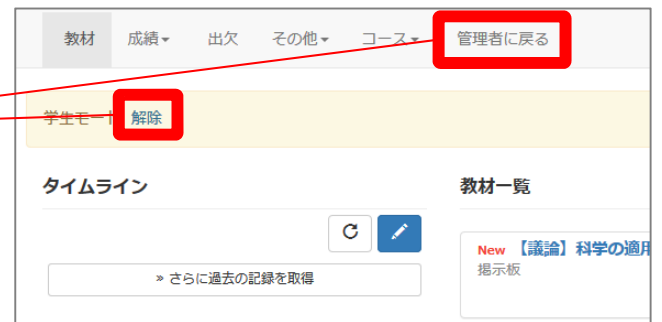 教材 成績▾ 出欠 その他▾ コース▾ 管理者に戻る
学生モード 解除
タイムライン
教材一覧
» さらに過去の記録を取得
New 【議論】科学の適用
掲示板